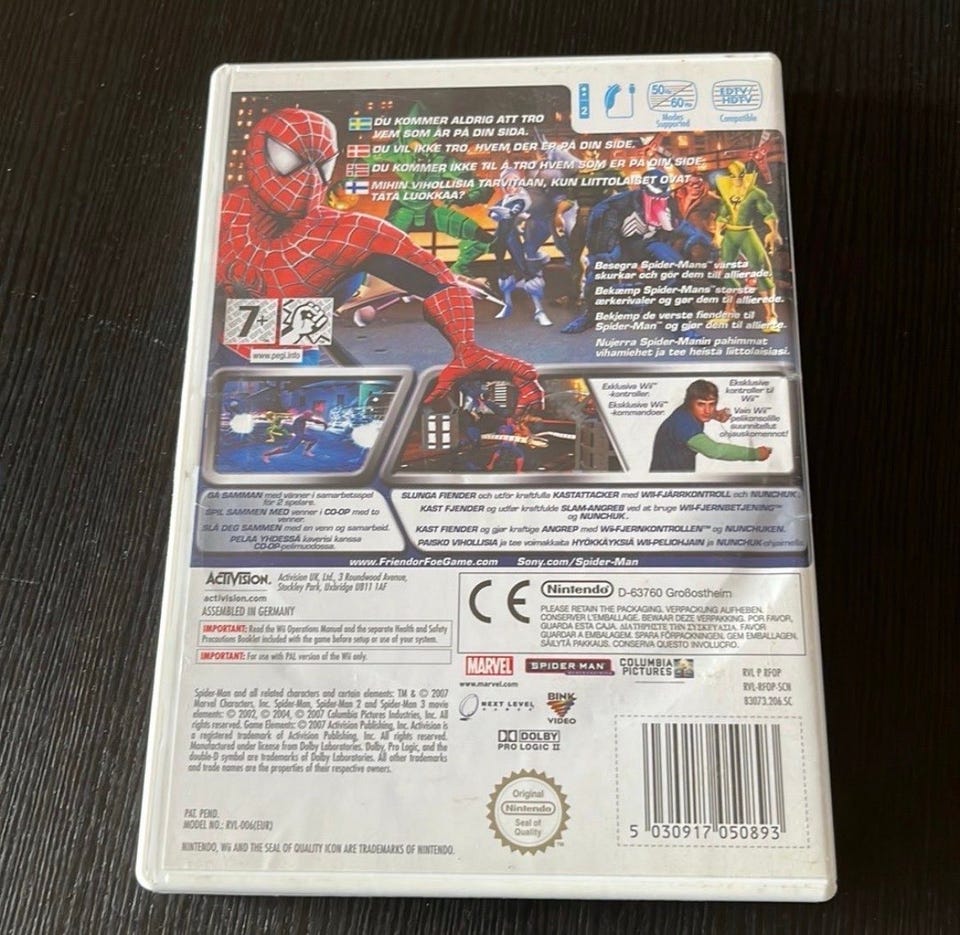 2
50Hz
60Hz
Modes
Supported
EDTV/
HDTV
Compatible
DU KOMMER ALDRIG ATT TRO
VEM SOM ÄR PÅ DIN SIDA.
DU VIL IKKE TRO, HVEM DER ER PÅ DIN SIDE.
DU KOMMER IKKE TIL Å TRO HVEM SOM ER PÅ DIN SIDE.
MIHIN VIHOLLISIA TARVITAAN, KUN LIITTOLAISET OVAT
TÄTÄ LUOKKAA?
Besegra Spider-Mans™ värsta
skurkar och gör dem till allierade.
Bekæmp Spider-Mans™ største
ærkerivaler og gør dem til allierede.
Bekjemp de verste fiendene til
Spider-Man™ og gjør dem til allierte.
Nujerra Spider-Manin pahimmat
vihamiehet ja tee heistä liittolaisiasi.
7+
www.pegi.info
Exklusiva Wii™
-kontroller.
Eksklusive Wii™
-kommandoer.
Eksklusive
kontroller til
Wii™
Vain Wii™
pelikonsolille
suunnitellut
ohjauskomennot!
GÅ SAMMAN med vänner i samarbetsspel
för 2 spelare.
SPIL SAMMEN MED venner i CO-OP med to
venner.
SLÅ DEG SAMMEN med en venn og samarbeid.
PELAA YHDESSÄ kaverisi kanssa
CO-OP-pelimuodossa.
SLUNGA FIENDER och utför kraftfulla KASTATTACKER med WII-FJÄRRKONTROLL och NUNCHUK.
KAST FJENDER og udfør kraftfulde SLAM-ANGREB ved at bruge WII-FJERNBETJENING™
og NUNCHUK.
KAST FIENDER og gjør kraftige ANGREP med WII-FJERNKONTROLLEN™ og NUNCHUKEN.
PAISKO VIHOLLISIA ja tee voimakkaita HYÖKKÄYKSIÄ WII-PELIOHJAIN ja NUNCHUK-ohjaimella.
www.FriendorFoeGame.com
Sony.com/Spider-Man
ACTIVISION.
Activision UK, Ltd., 3 Roundwood Avenue,
Stockley Park, Uxbridge UB11 1AF
activision.com
ASSEMBLED IN GERMANY
IMPORTANT: Read the Wii Operations Manual and the separate Health and Safety
Precautions Booklet included with the game before setup or use of your system.
IMPORTANT: For use with PAL version of the Wii only.
CE
Nintendo
D-63760 Großostheim
PLEASE RETAIN THE PACKAGING. VERPACKUNG AUFHEBEN.
CONSERVER L'EMBALLAGE. BEWAAR DEZE VERPAKKING. POR FAVOR,
GUARDA ESTA CAJA. ΔΙΑΤΗΡΗΣΤΕ ΤΗΝ ΣΥΣΚΕΥΑΣΙΑ. FAVOR
GUARDAR A EMBALAGEM. SPARA FÖRPACKNINGEN. GEM EMBALLAGEN.
SÄILYTÄ PAKKAUS. CONSERVA QUESTO INVOLUCRO.
MARVEL
www.marvel.com
SPIDER-MAN
COLUMBIA
PICTURES
RVL P RFOP
RVL-RFOP-SCN
83073.206.SC
Spider-Man and all related characters and certain elements: TM & © 2007
Marvel Characters, Inc. Spider-Man, Spider-Man 2 and Spider-Man 3 movie
elements: © 2002, © 2004, © 2007 Columbia Pictures Industries, Inc. All
rights reserved. Game Elements: © 2007 Activision Publishing, Inc. Activision is
a registered trademark of Activision Publishing, Inc. All rights reserved.
Manufactured under license from Dolby Laboratories. Dolby, Pro Logic, and the
double-D symbol are trademarks of Dolby Laboratories. All other trademarks
and trade names are the properties of their respective owners.
NEXT LEVEL
GAMES
BINK
VIDEO
DOLBY
PRO LOGIC II
Original
Nintendo
Seal of
Quality
TM
5 030917 050893
PAT. PEND.
MODEL NO.: RVL-006(EUR)
NINTENDO, Wii AND THE SEAL OF QUALITY ICON ARE TRADEMARKS OF NINTENDO.